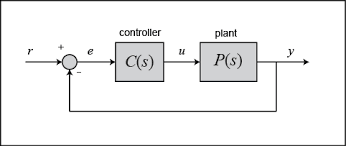 controller
plant
r
+
−
e
C(s)
u
P(s)
y